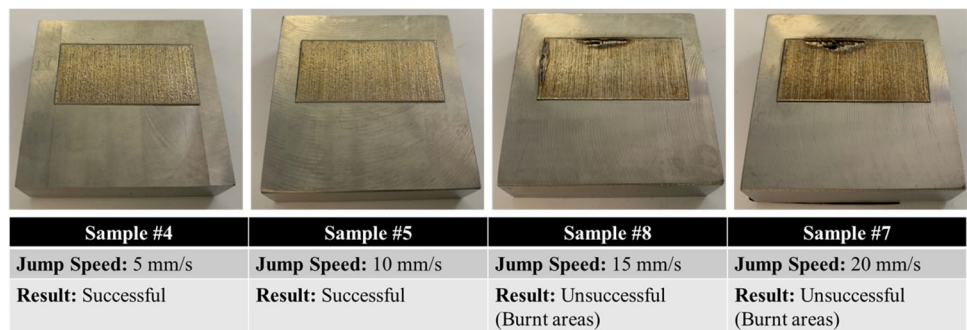 Sample #4
Sample #5
Sample #8
Sample #7
Jump Speed: 5 mm/s
Jump Speed: 10 mm/s
Jump Speed: 15 mm/s
Jump Speed: 20 mm/s
Result: Successful
Result: Successful
Result: Unsuccessful
(Burnt areas)
Result: Unsuccessful
(Burnt areas)